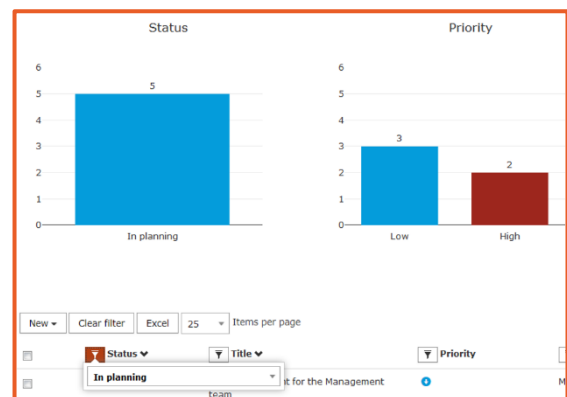 Status
Priority
6
5
4
3
2
1
0
5
In planning
6
5
4
3
2
1
0
3
2
Low
High
New Clear filter Excel 25 Items per page
Status Title Priority
In planning
t for the Management
team
M